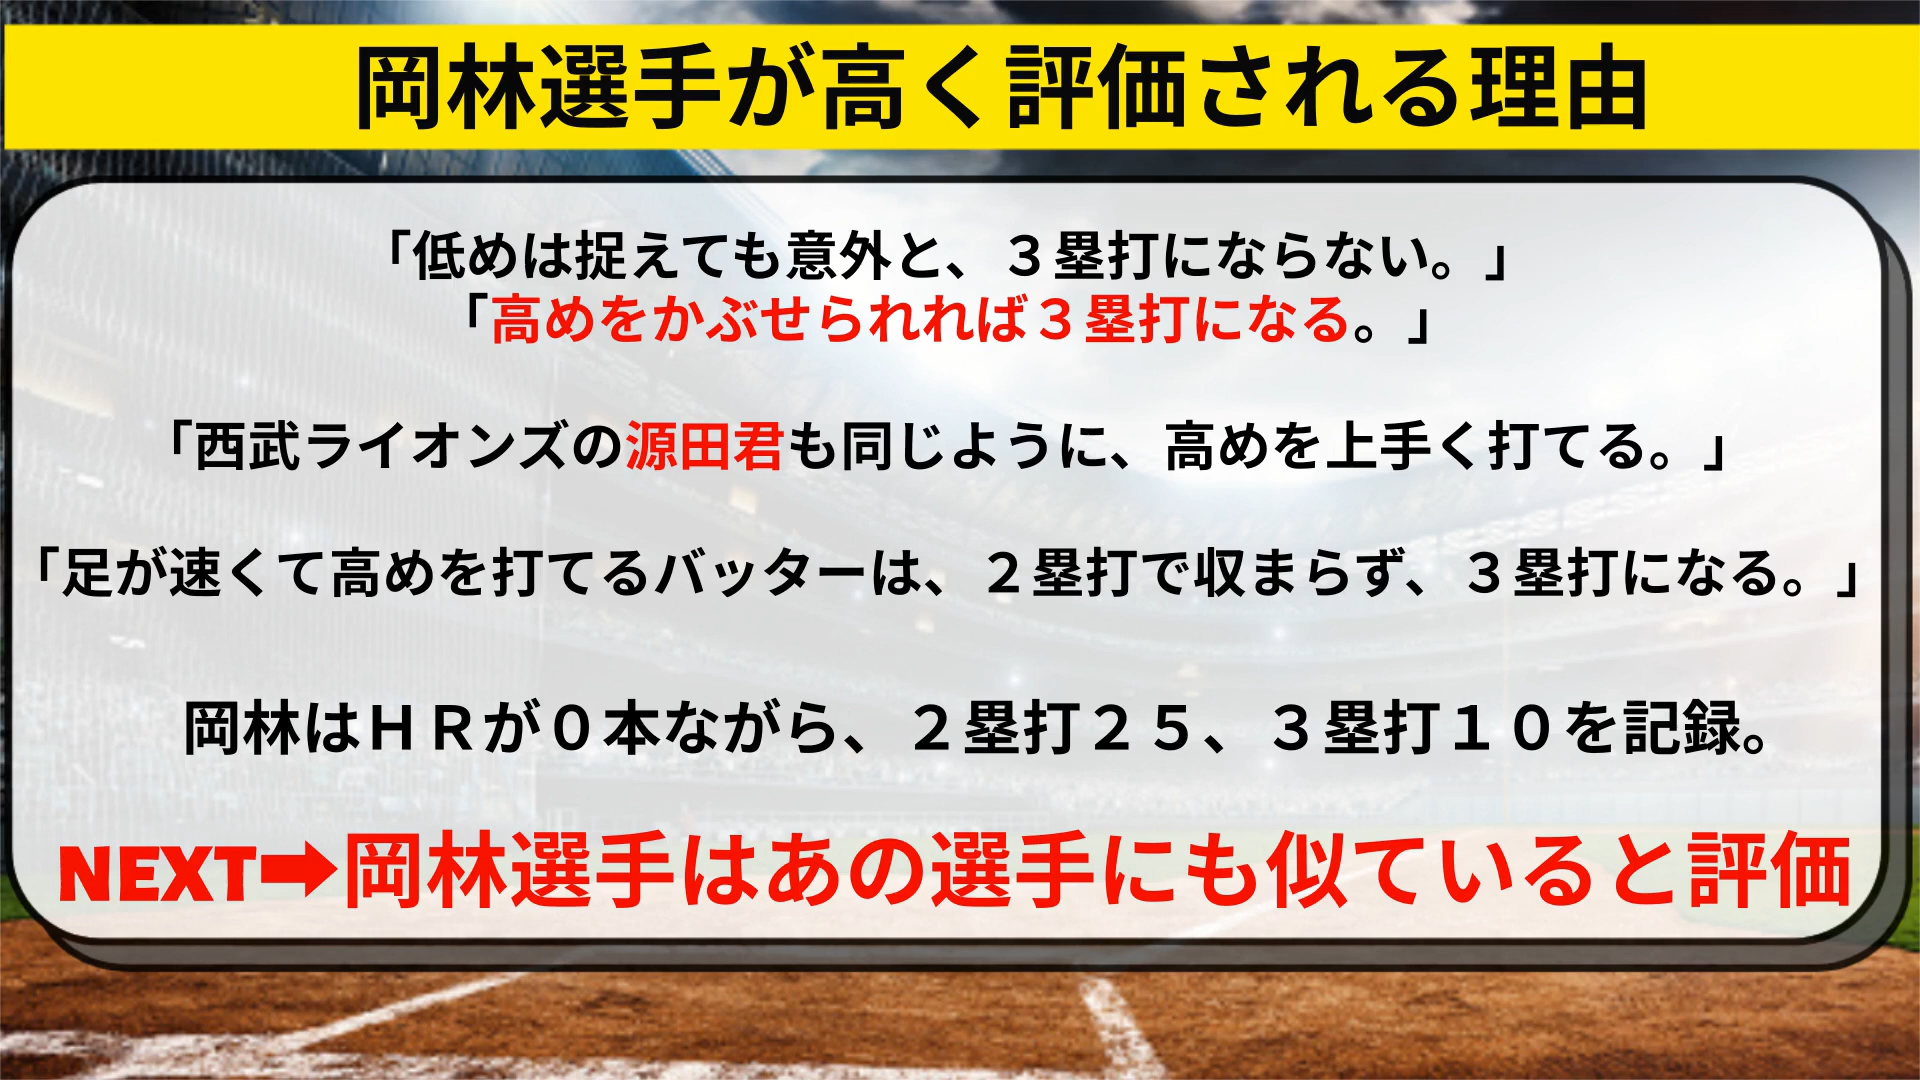 岡林選手が高く評価される理由
「低めは捉えても意外と、３塁打にならない。」
「高めをかぶせられれば３塁打になる。」
「西武ライオンズの源田君も同じように、高めを上手く打てる。」
「足が速くて高めを打てるバッターは、２塁打で収まらず、３塁打になる。」
岡林はＨＲが０本ながら、２塁打２５、３塁打１０を記録。
NEXT➡岡林選手はあの選手にも似ていると評価